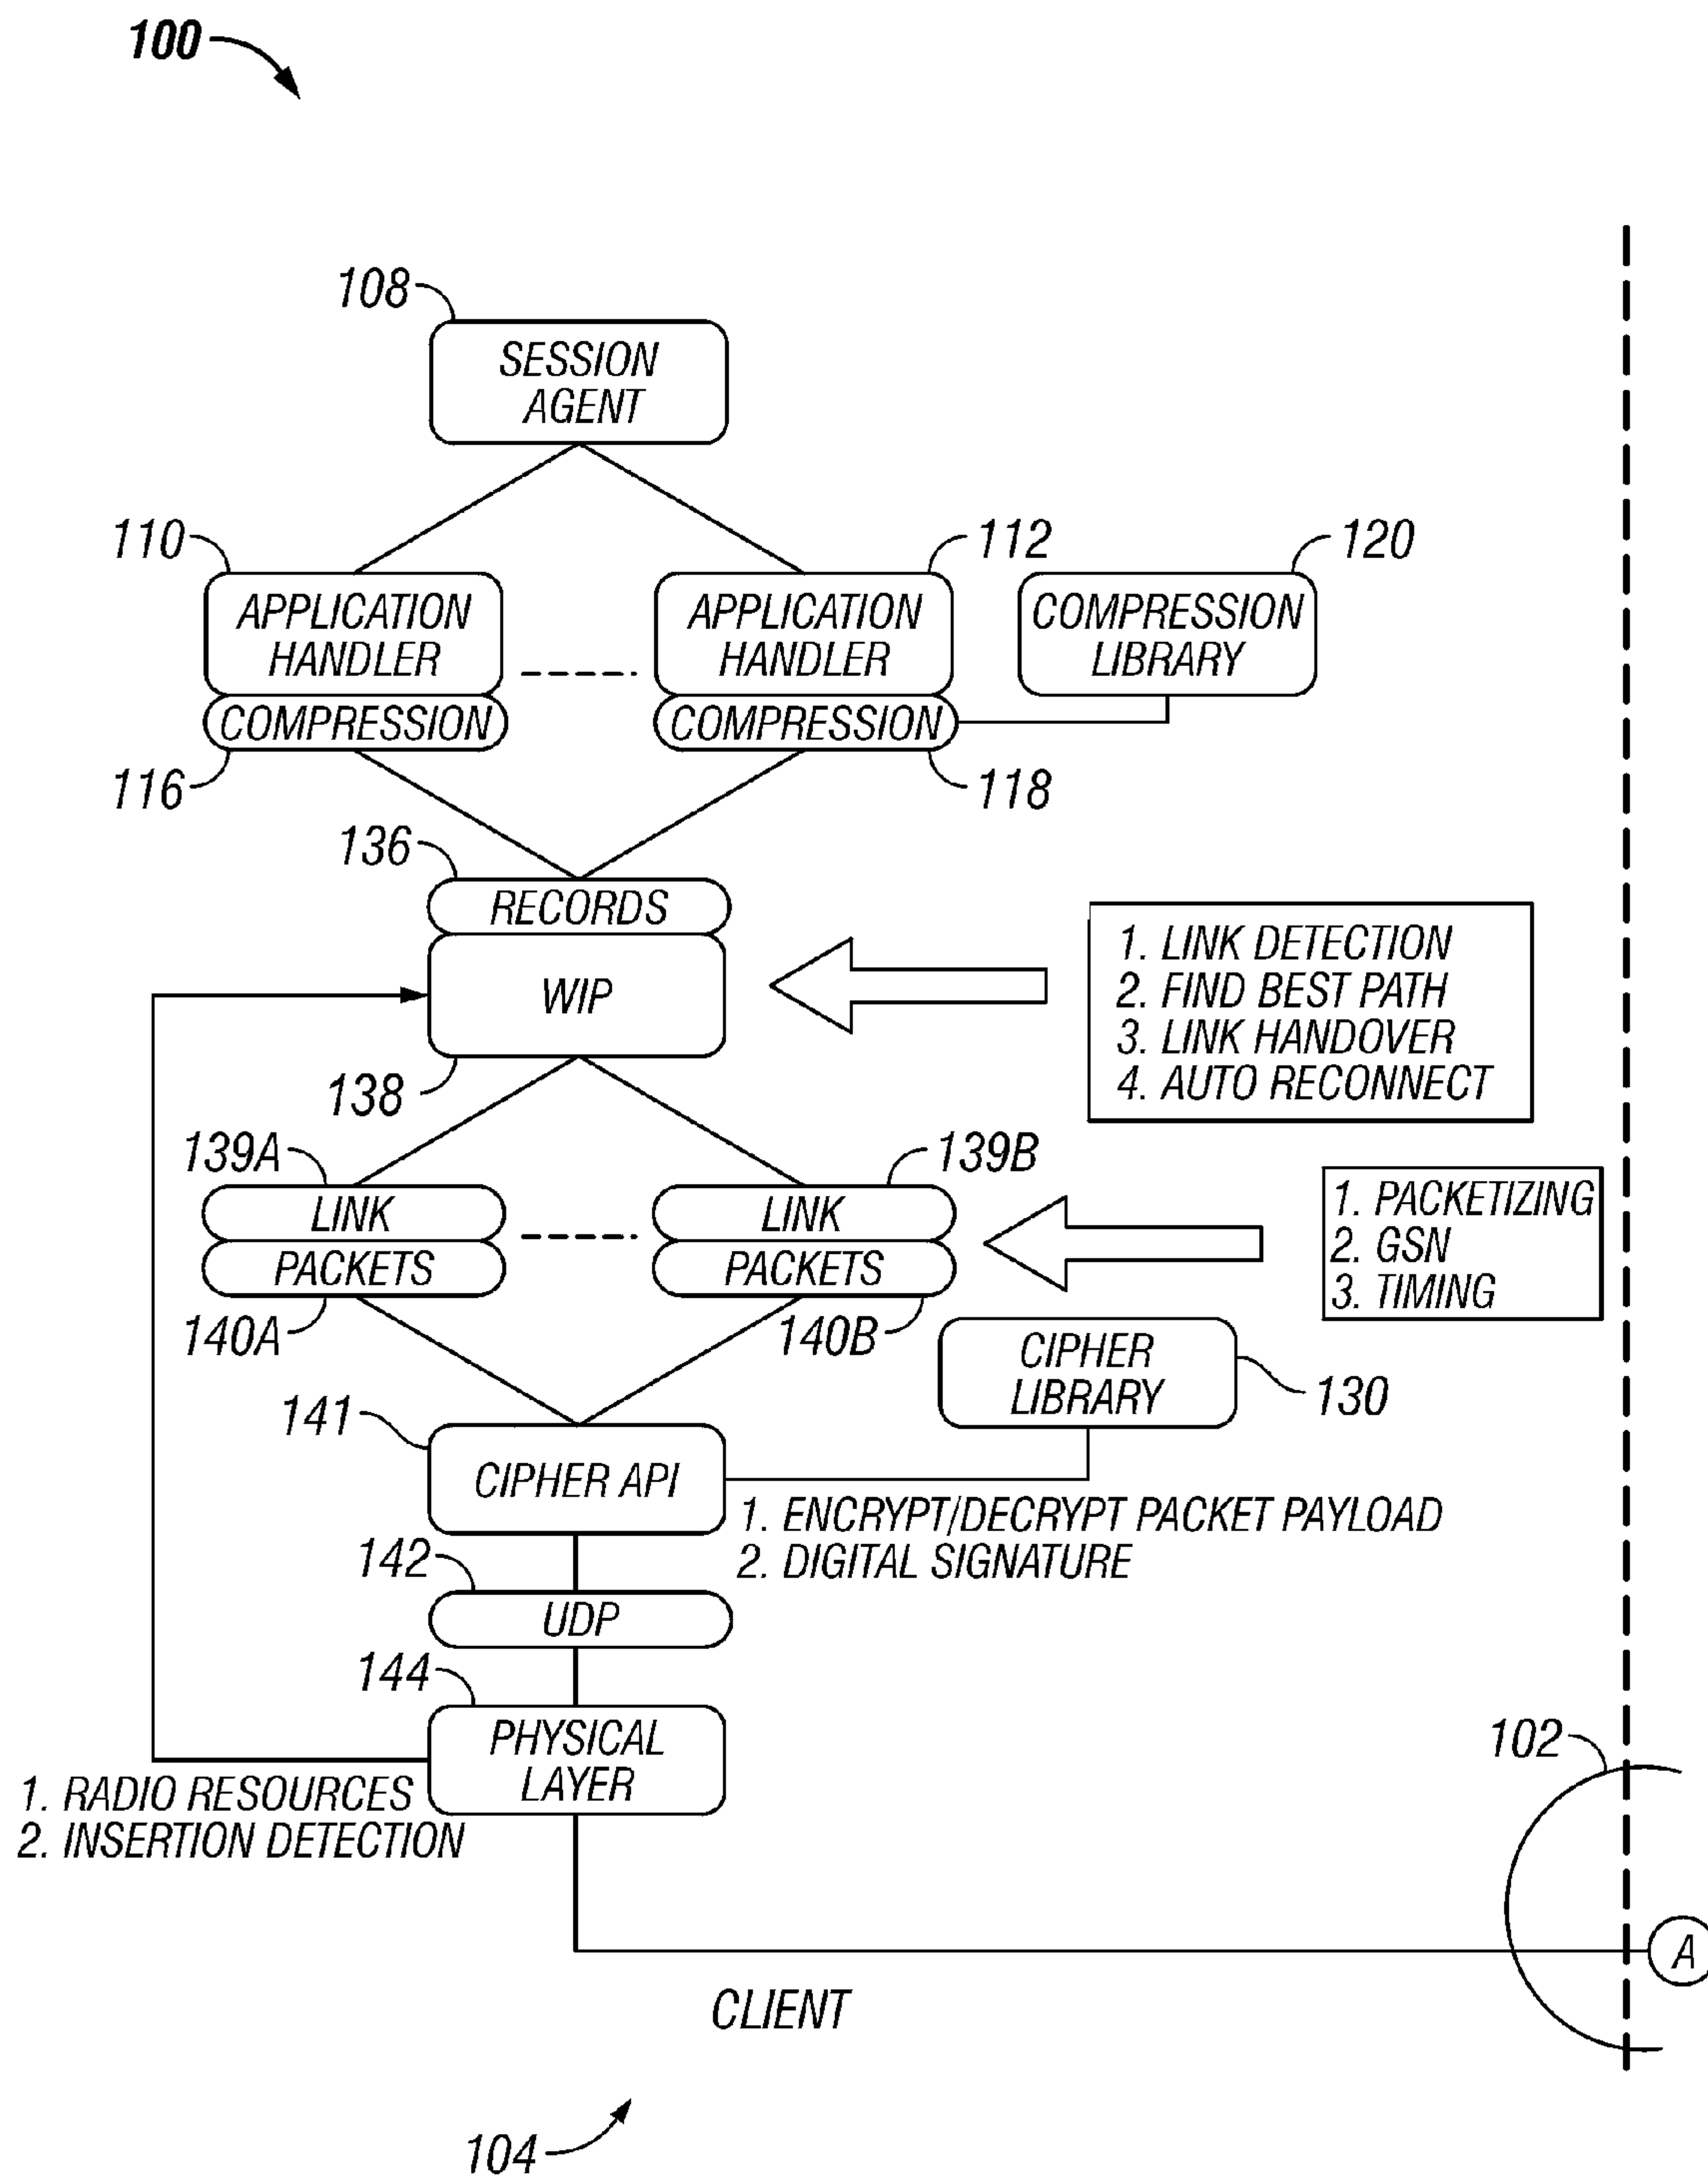 100
108
SESSION
AGENT
110
112
120
APPLICATION
HANDLER
APPLICATION
HANDLER
COMPRESSION
LIBRARY
COMPRESSION
COMPRESSION
116
118
136
RECORDS
WIP
138
1. LINK DETECTION
2. FIND BEST PATH
3. LINK HANDOVER
4. AUTO RECONNECT
139A
139B
LINK
LINK
PACKETS
PACKETS
140A
140B
1. PACKETIZING
2. GSN
3. TIMING
CIPHER
LIBRARY
130
141
CIPHER API
1. ENCRYPT/DECRYPT PACKET PAYLOAD
2. DIGITAL SIGNATURE
142
UDP
144
PHYSICAL
LAYER
1. RADIO RESOURCES
2. INSERTION DETECTION
102
A
CLIENT
104